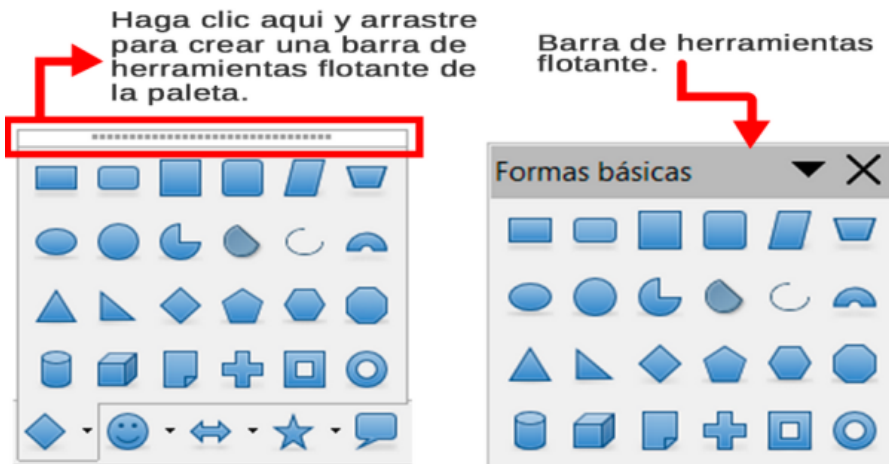 Haga clic aqui y arrastre
para crear una barra de
herramientas flotante de
la paleta.
Barra de herramientas
flotante.
Formas básicas